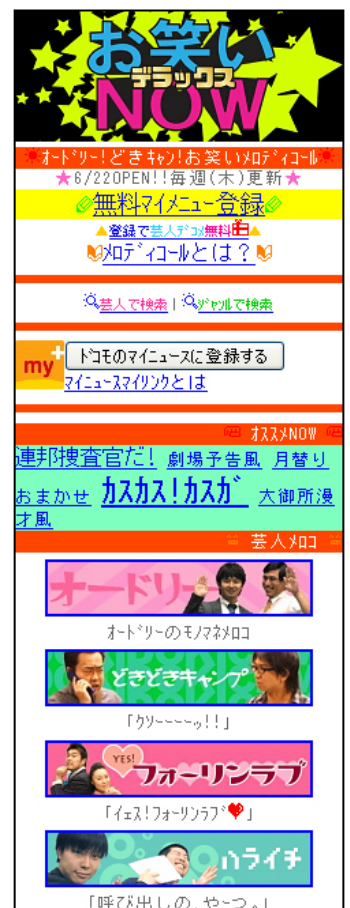 お笑い
デラックス
NOW
オードリー!どきキャン!お笑いメロディコール
★6/22OPEN!!毎週(木)更新★
無料マイメニュー登録
登録で芸人デコメ無料
メロディコールとは？
芸人で検索 | ジャンルで検索
my+ ドコモのマイニュースに登録する
マイニュースマイリンクとは
オススメNOW
連邦捜査官だ! 劇場予告風 月替り
おまかせ カスカス!カスガ 大御所漫
才風
芸人メロコ
オードリー
オードリーのモノマネメロコ
どきどきキャンプ
「クソーーーーッ!!」
YES! フォーリンラブ
「イェス!フォーリンラブ」
ハライチ
「呼び出しの、やーつ。」